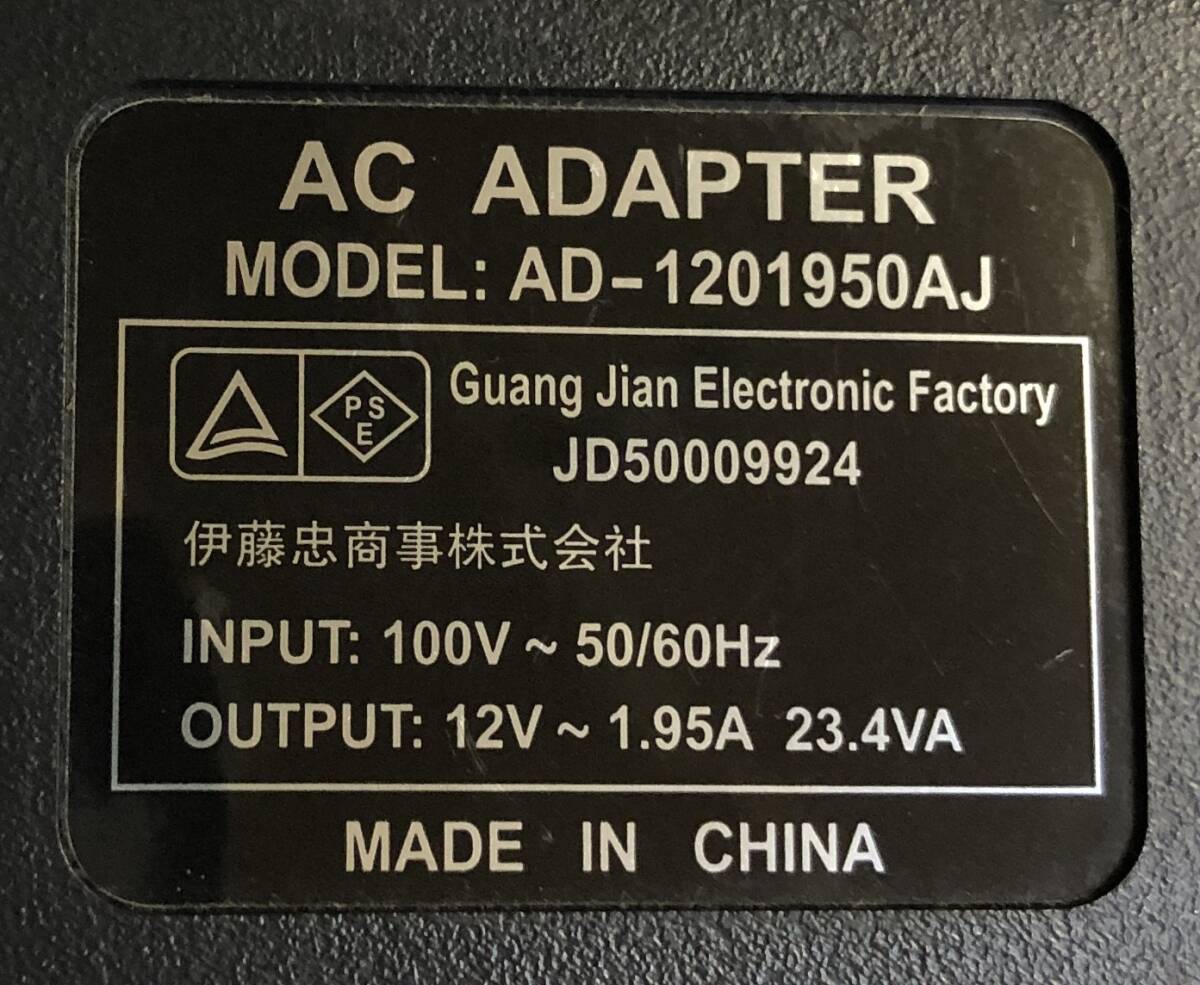 AC ADAPTER
MODEL: AD-1201950AJ
PSE
Guang Jian Electronic Factory
JD50009924
伊藤忠商事株式会社
INPUT: 100V ~ 50/60Hz
OUTPUT: 12V ~ 1.95A 23.4VA
MADE IN CHINA